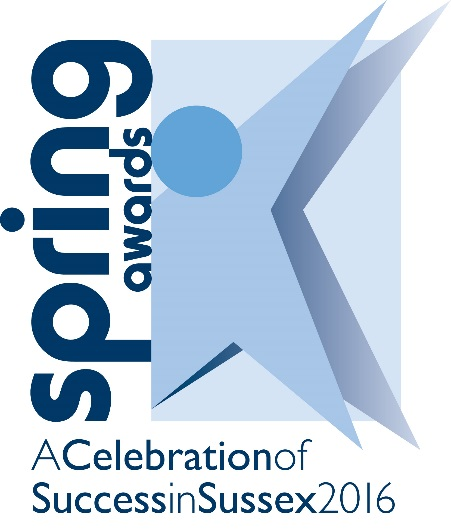 spring
awards
ACelebrationof
SuccessinSussex2016